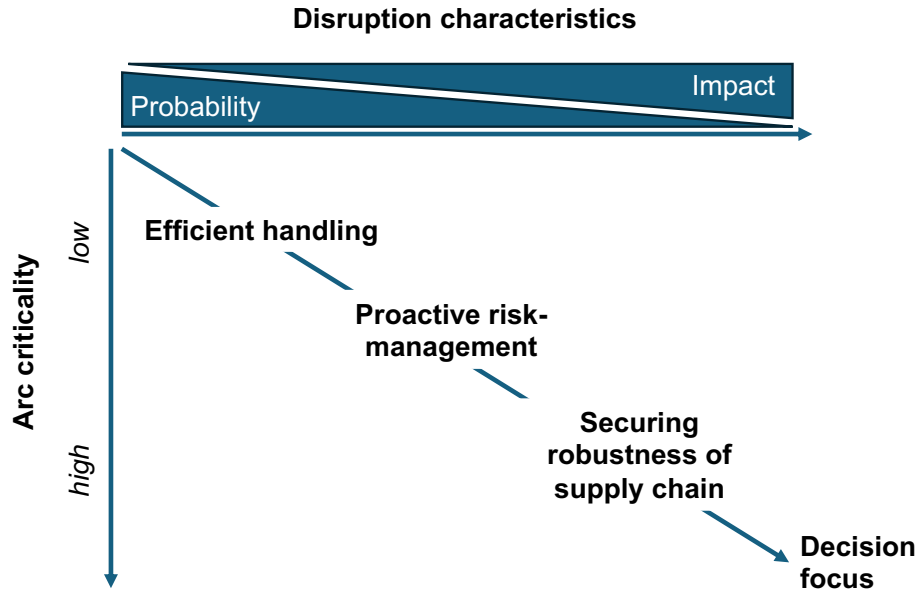 Disruption characteristics
Impact
Probability
Arc criticality
low
high
Efficient handling
Proactive risk-
management
Securing
robustness of
supply chain
Decision
focus